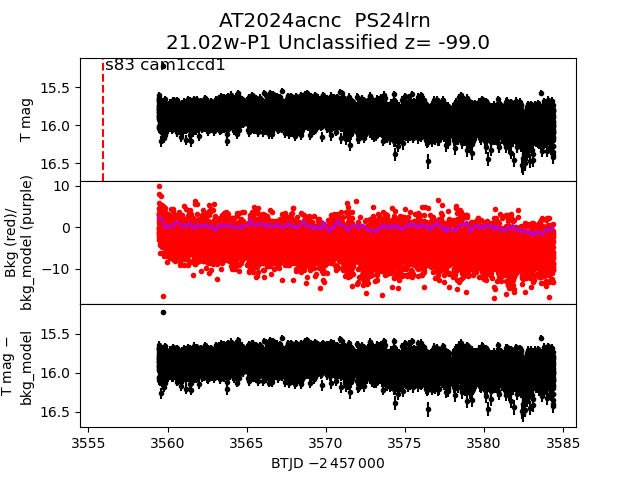 AT2024acnc  PS24lrn
21.02w-P1 Unclassified z= -99.0
s83 cam1ccd1
T mag
15.5
16.0
16.5
Bkg (red)/
bkg_model (purple)
10
0
−10
T mag −
bkg_model
15.5
16.0
16.5
3555 3560 3565 3570 3575 3580 3585
BTJD −2 457 000